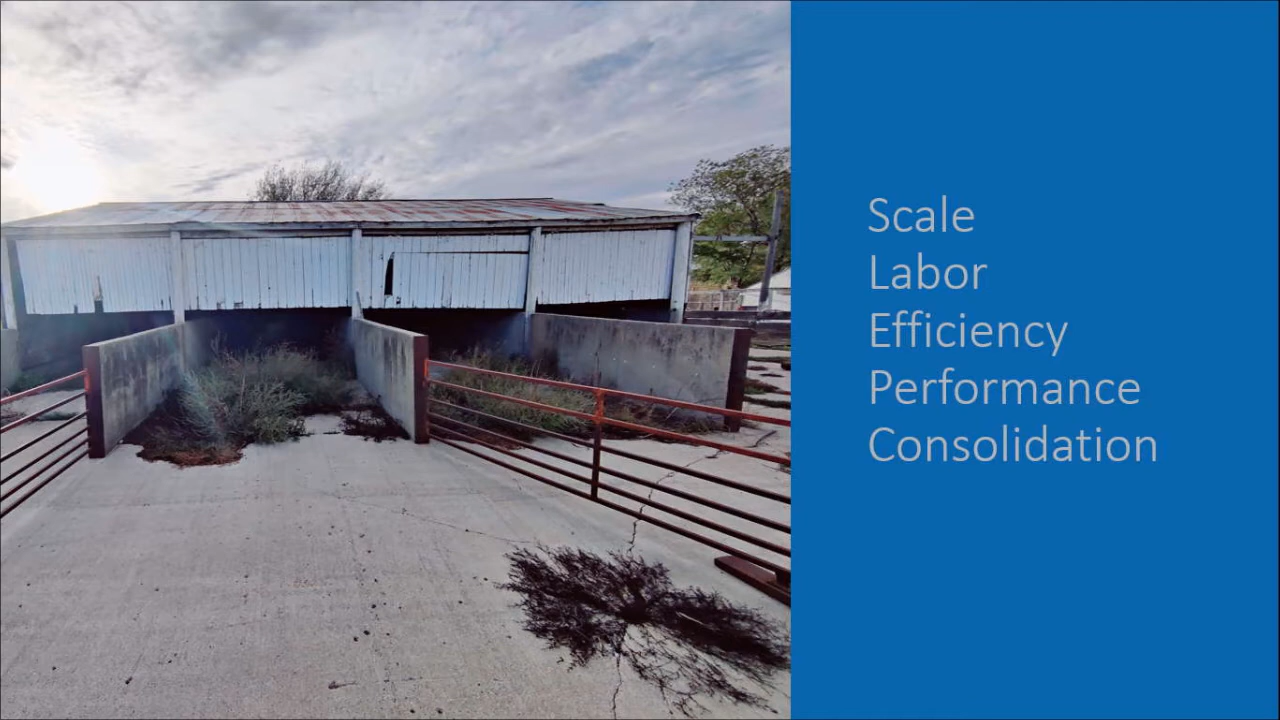 Scale
Labor
Efficiency
Performance
Consolidation